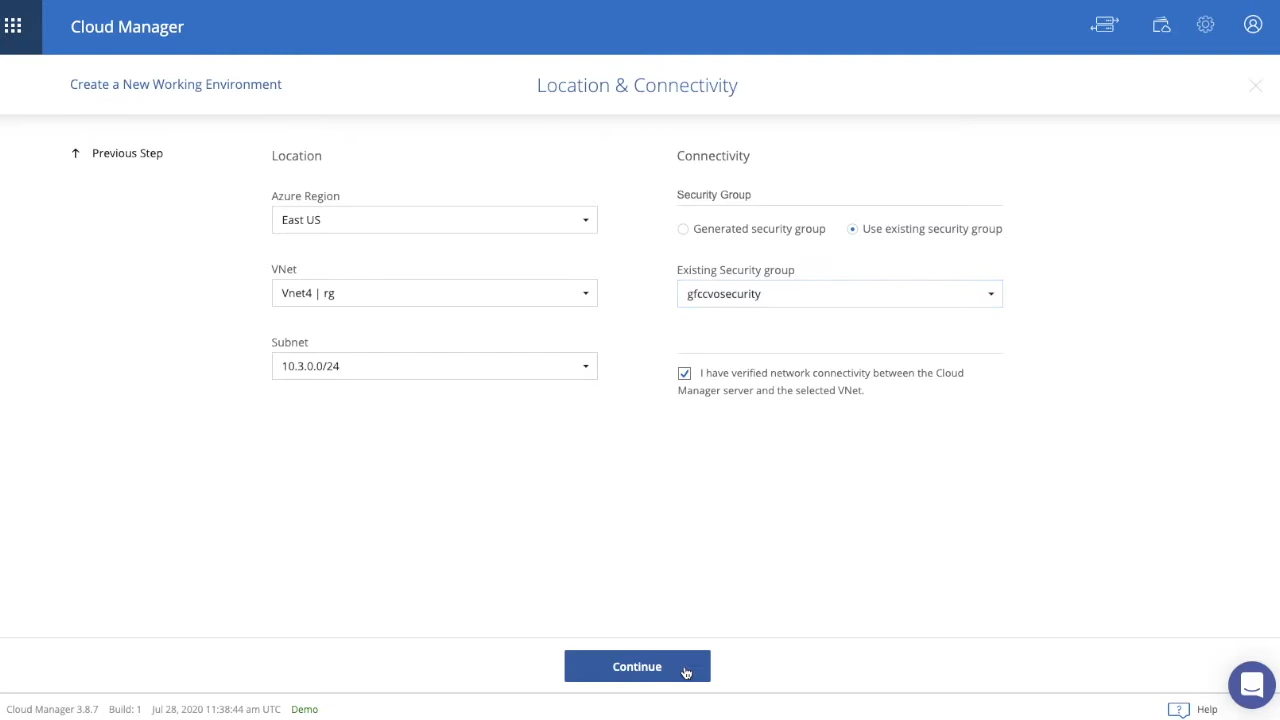 Cloud Manager
Create a New Working Environment
Location & Connectivity
Previous Step
Location
Azure Region
East US
VNet
Vnet4 | rg
Subnet
10.3.0.0/24
Connectivity
Security Group
Generated security group
Use existing security group
Existing Security group
gfccvosecurity
I have verified network connectivity between the Cloud
Manager server and the selected VNet.
Continue
Cloud Manager 3.8.7 Build: 1 Jul 28, 2020 11:38:44 am UTC Demo
? Help